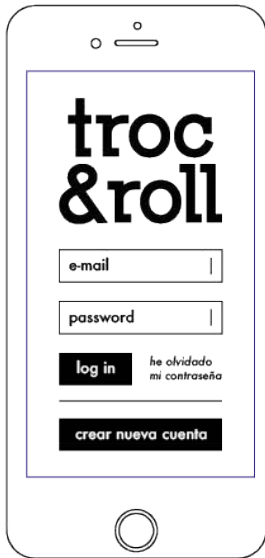 troc
&roll
e-mail
password
log in
he olvidado
mi contraseña
crear nueva cuenta